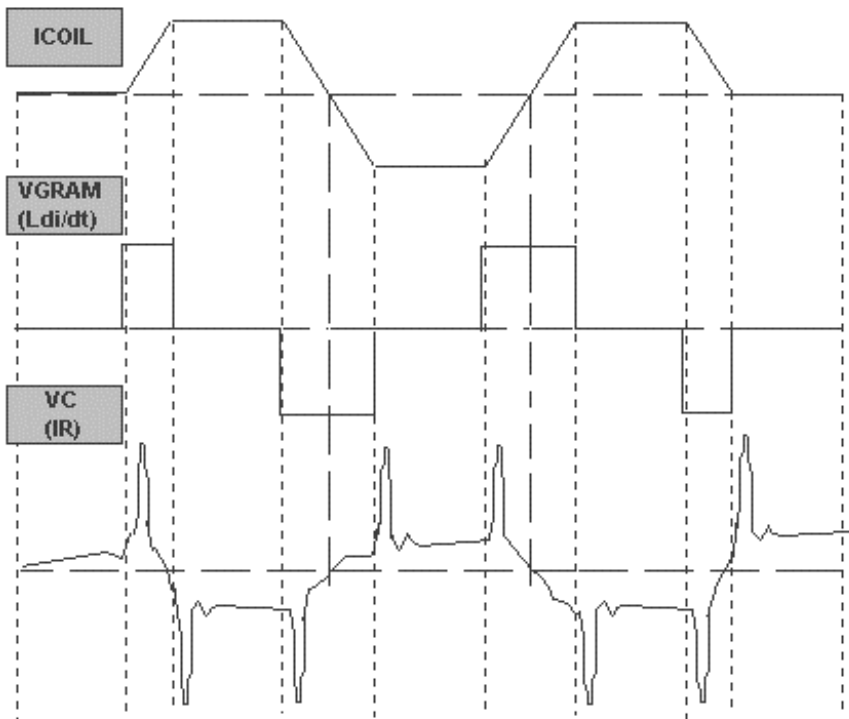 ICOIL
VGRAM
(Ldi/dt)
VC
(IR)